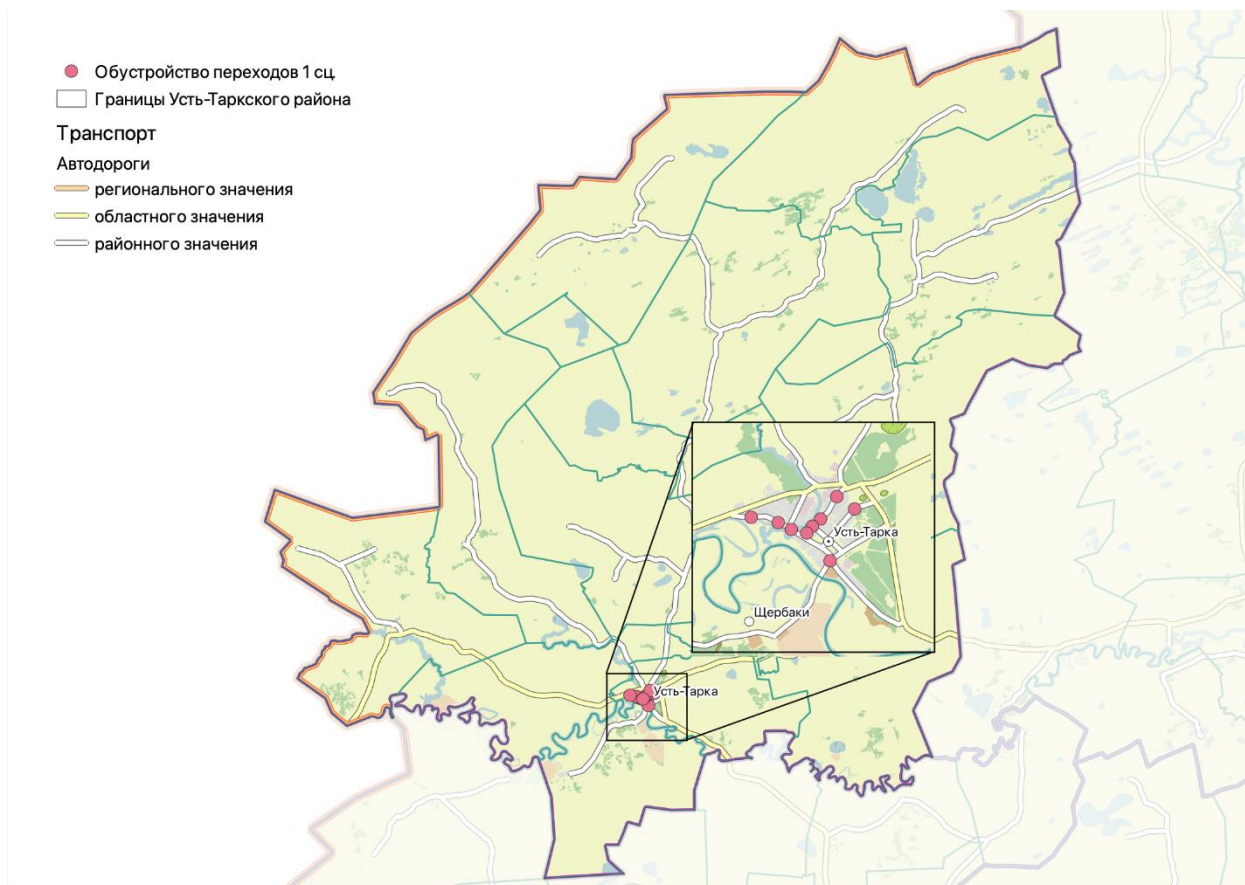 Обустройство переходов 1 сц.
Границы Усть-Таркского района
Транспорт
Автодороги
регионального значения
областного значения
районного значения
Усть-Тарка
Щербаки
Усть-Тарка